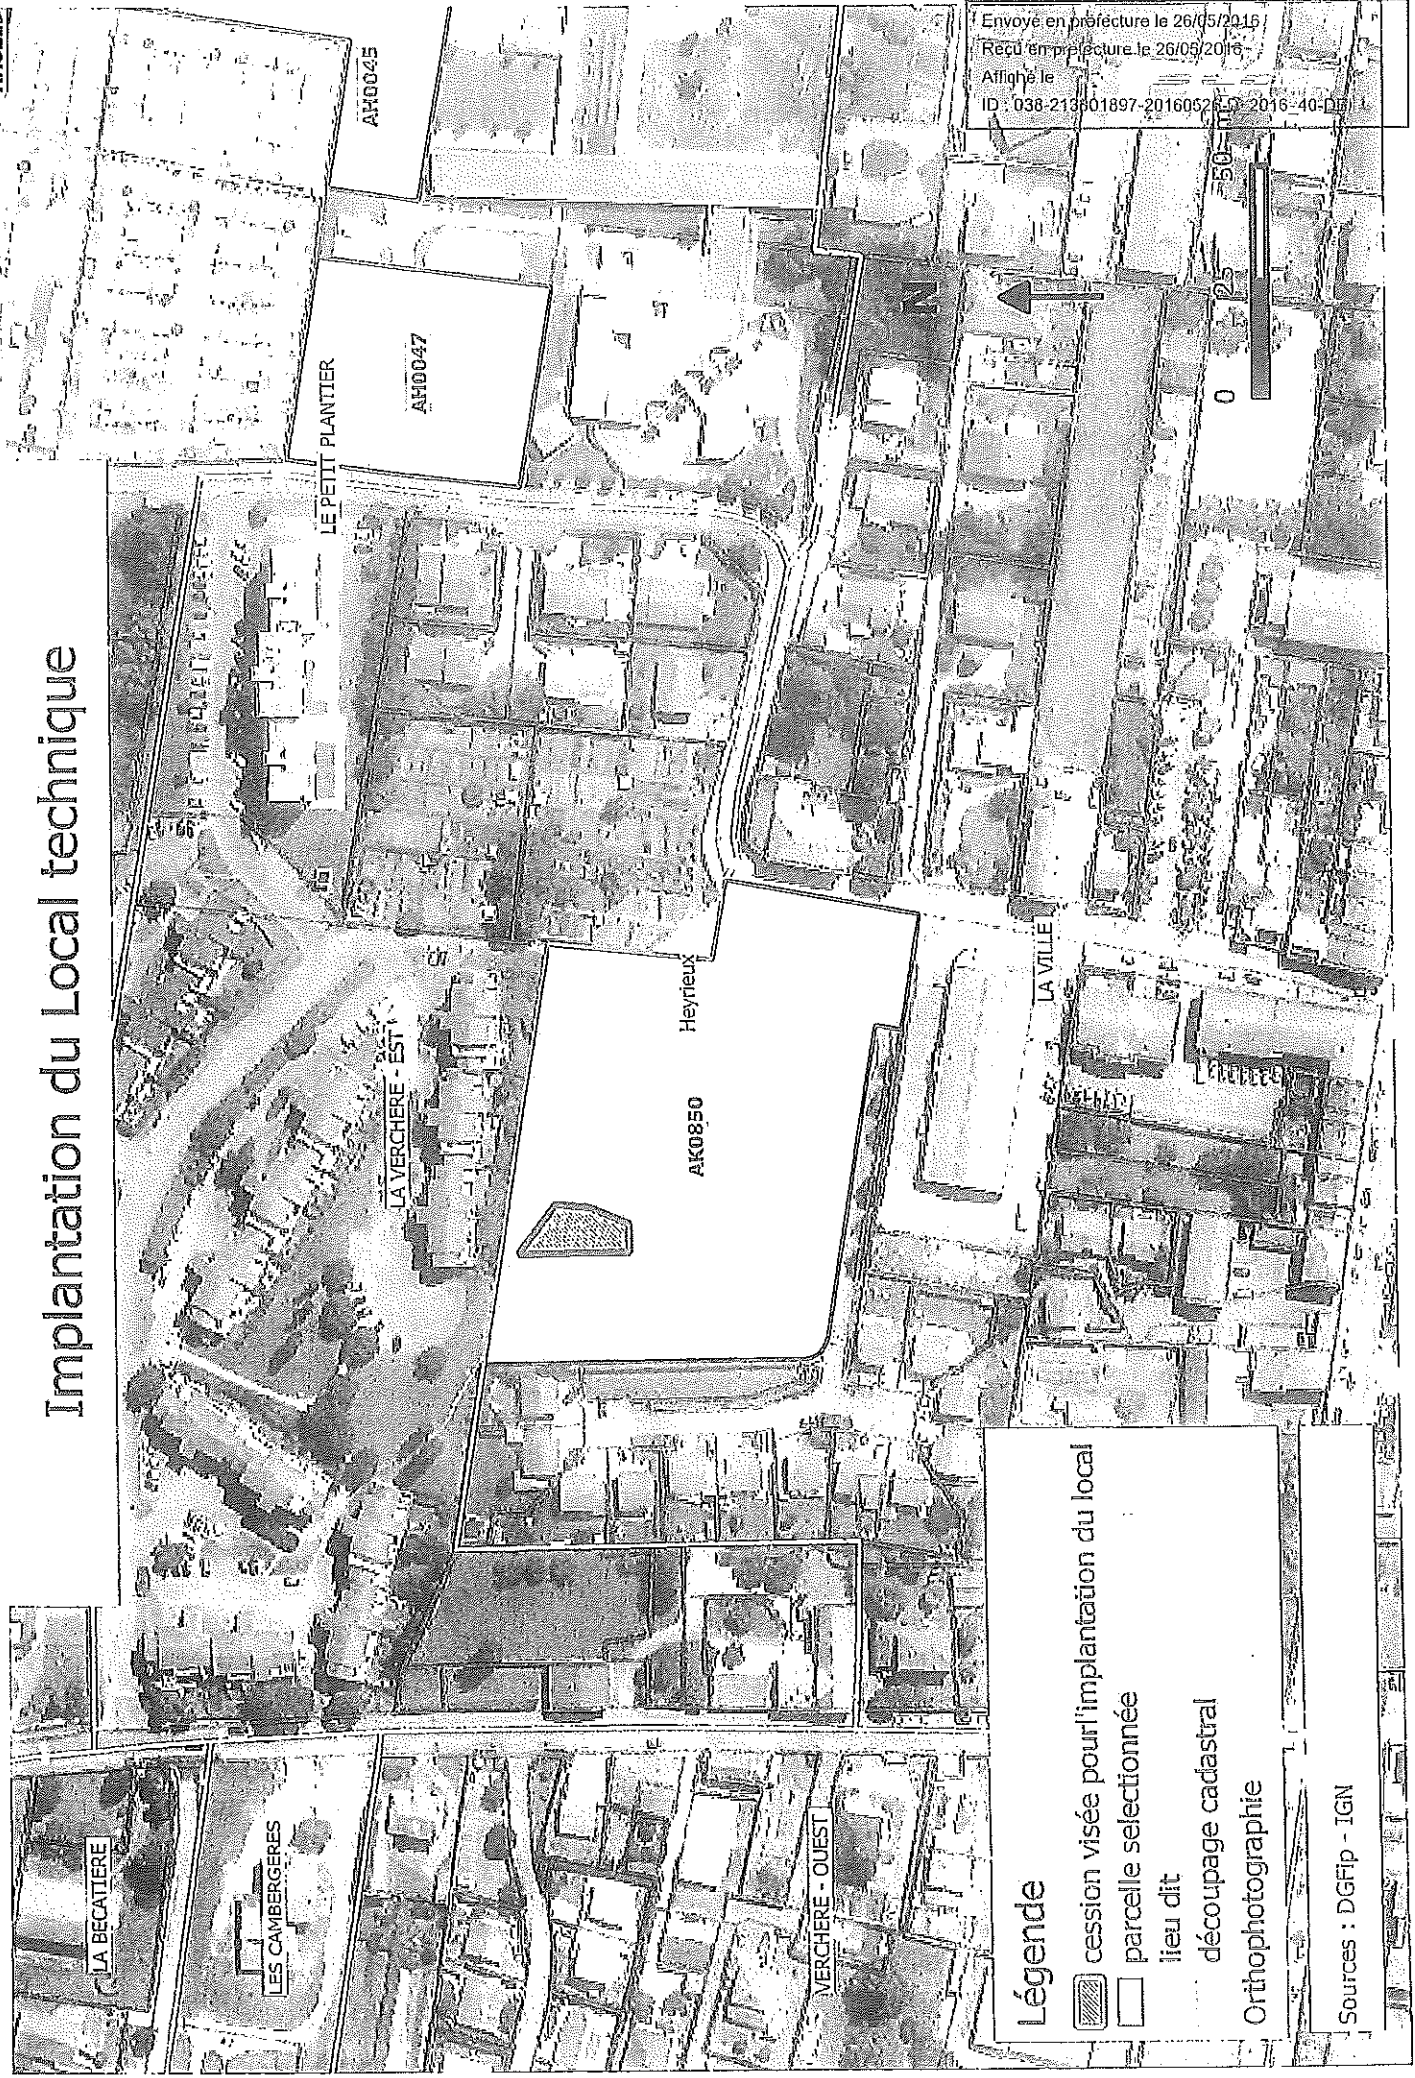 Envoyé en préfecture le 26/05/2016
Reçu en préfecture le 26/05/2016
Affiché le
Implantation du Local technique
AH0045
AH0047
LE PETIT PLANTIER
LA VERCHERE - EST
Heyrieux
AK0850
LA VILLE
LA BECATIERE
LES CAMBERGERES
VERCHERE - OUEST
N
0 25 50
Légende
cession visée pour l'implantation du local
parcelle selectionnée
lieu dit
découpage cadastral
Orthophotographie
Sources : DGFip - IGN